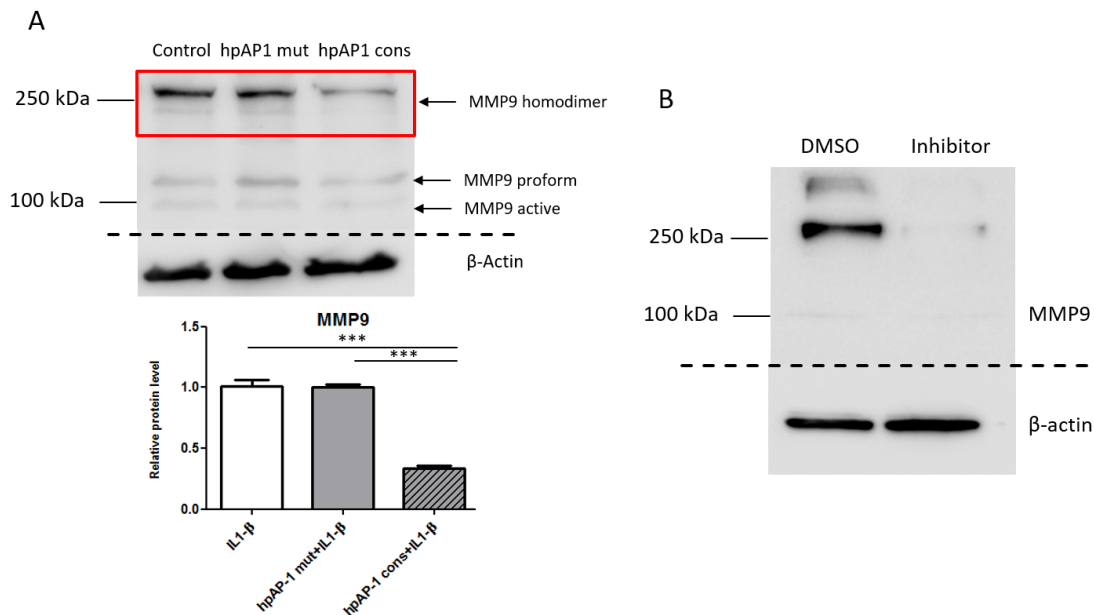 A
Control hpAP1 mut hpAP1 cons
250 kDa
MMP9 homodimer
MMP9 proform
100 kDa
MMP9 active
β-Actin
MMP9
***
***
Relative protein level
1.5
1.0
0.5
0.0
IL1-β
hpAP-1 mut+IL1-β
hpAP-1 cons+IL1-β
B
DMSO Inhibitor
250 kDa
100 kDa
MMP9
β-actin